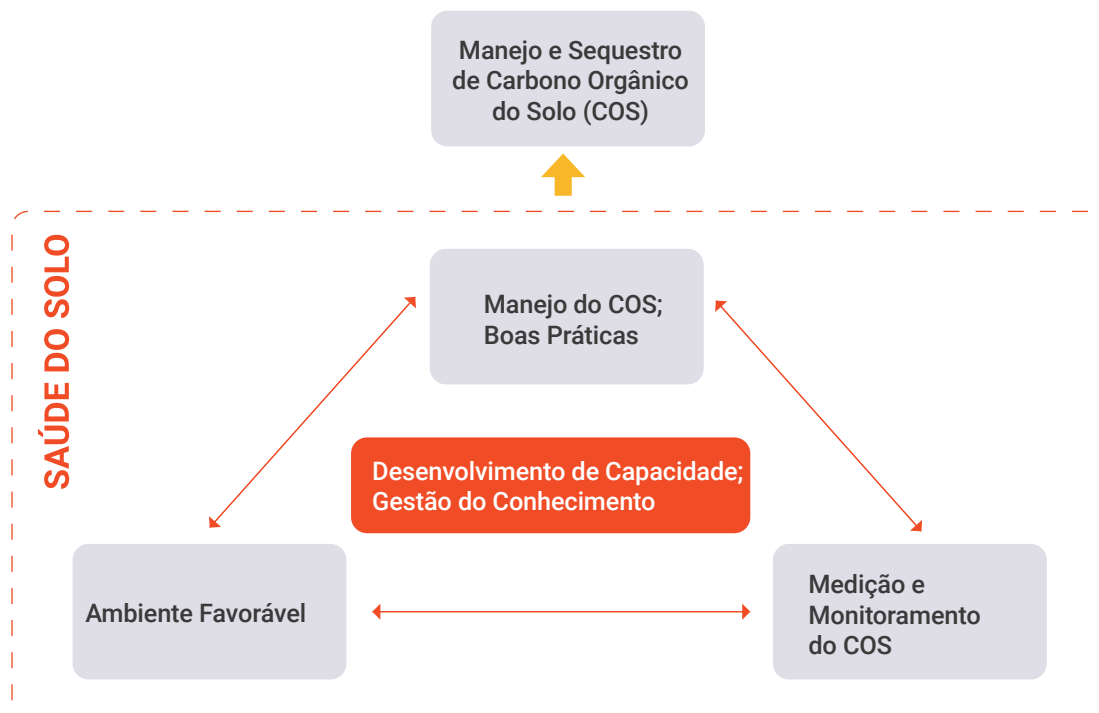 Manejo e Sequestro
de Carbono Orgânico
do Solo (COS)
SAÚDE DO SOLO
Manejo do COS;
Boas Práticas
Desenvolvimento de Capacidade;
Gestão do Conhecimento
Ambiente Favorável
Medição e
Monitoramento
do COS